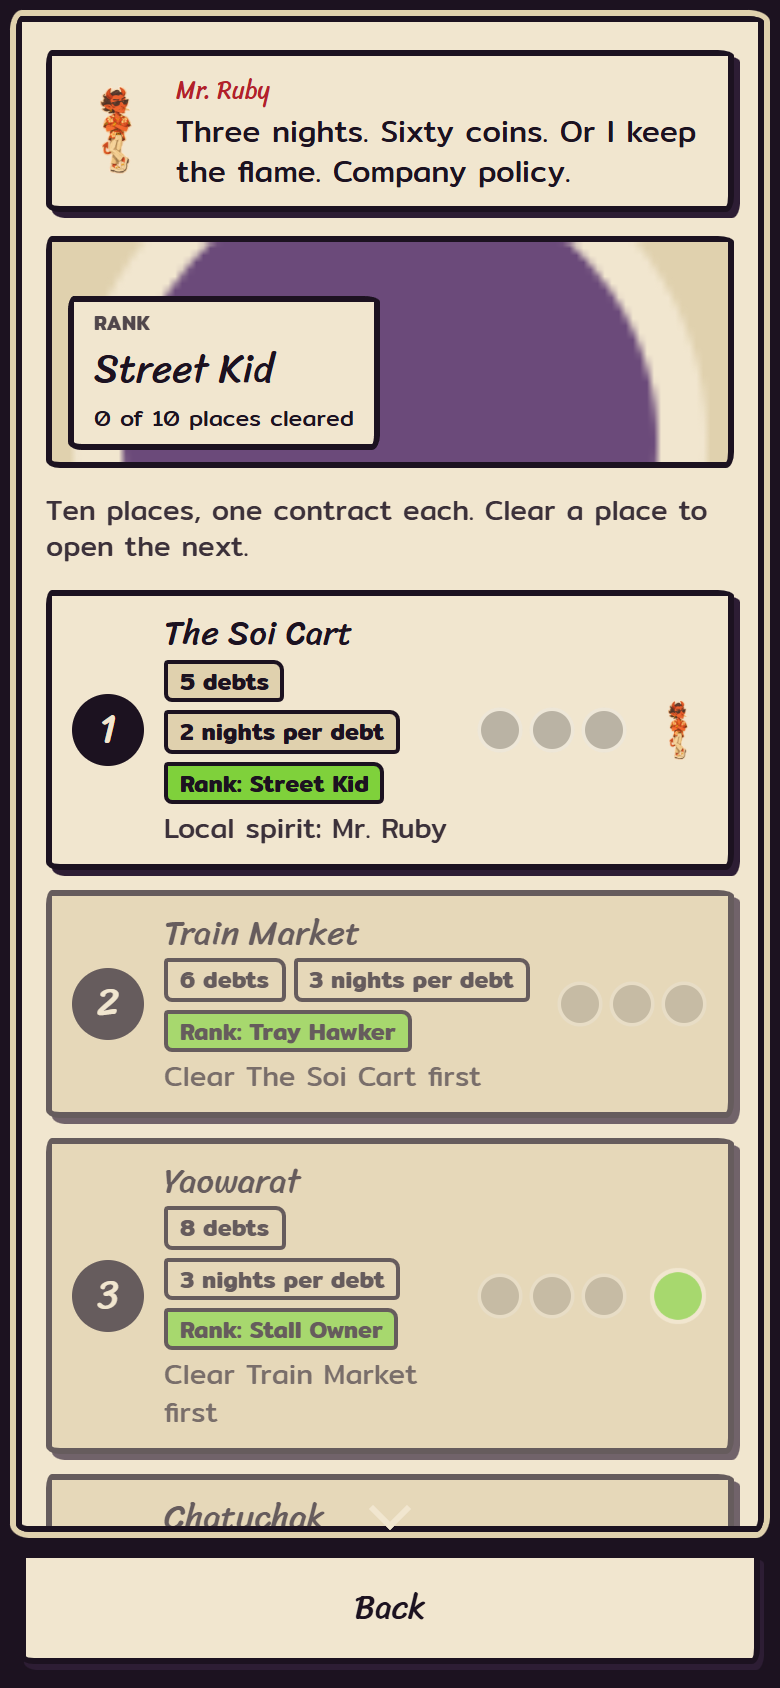 Mr. Ruby
Three nights. Sixty coins. Or I keep
the flame. Company policy.
RANK
Street Kid
0 of 10 places cleared
Ten places, one contract each. Clear a place to
open the next.
The Soi Cart
5 debts
1
2 nights per debt
Rank: Street Kid
Local spirit: Mr. Ruby
Train Market
6 debts 3 nights per debt
2
Rank: Tray Hawker
Clear The Soi Cart first
Yaowarat
8 debts
3 nights per debt
3
Rank: Stall Owner
Clear Train Market
first
Chatuchak
Back